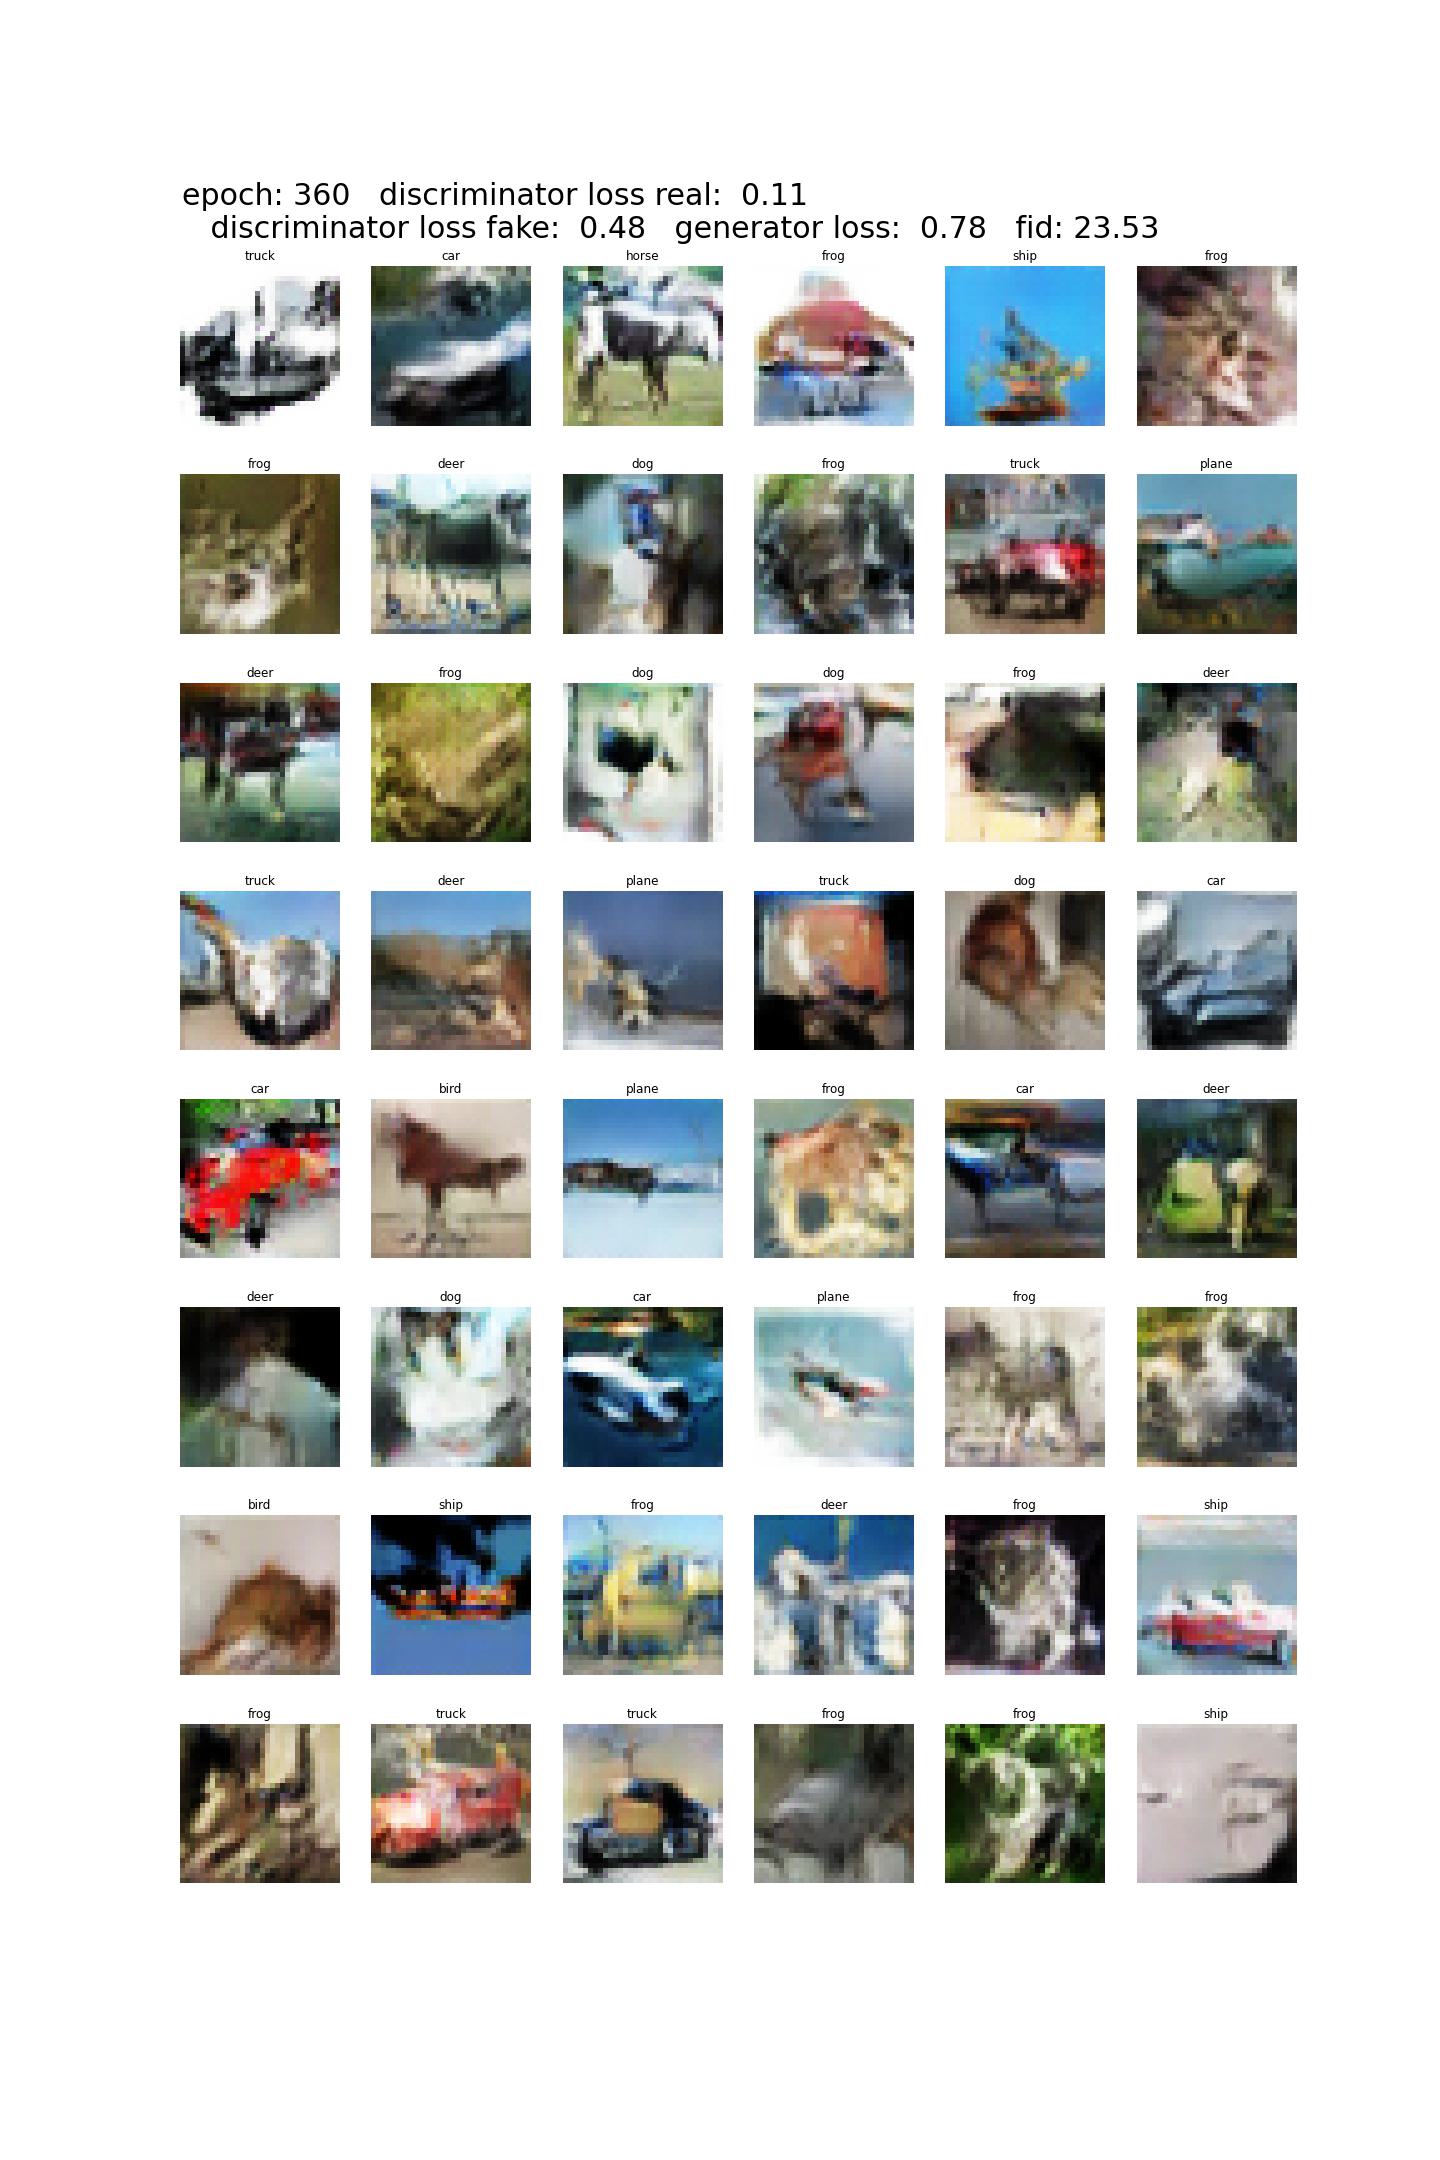 epoch: 360   discriminator loss real:  0.11
discriminator loss fake:  0.48   generator loss:  0.78   fid: 23.53
truck car horse frog ship frog
frog deer dog frog truck plane
deer frog dog dog frog deer
truck deer plane truck dog car
car bird plane frog car deer
deer dog car plane frog frog
bird ship frog deer frog ship
frog truck truck frog frog ship